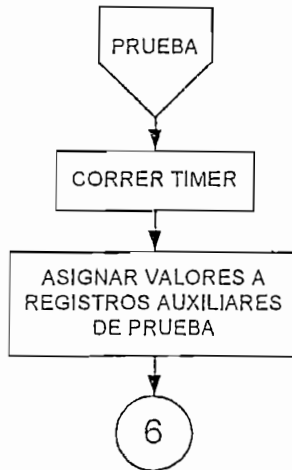 PRUEBA
CORRER TIMER
ASIGNAR VALORES A
REGISTROS AUXILIARES
DE PRUEBA
6